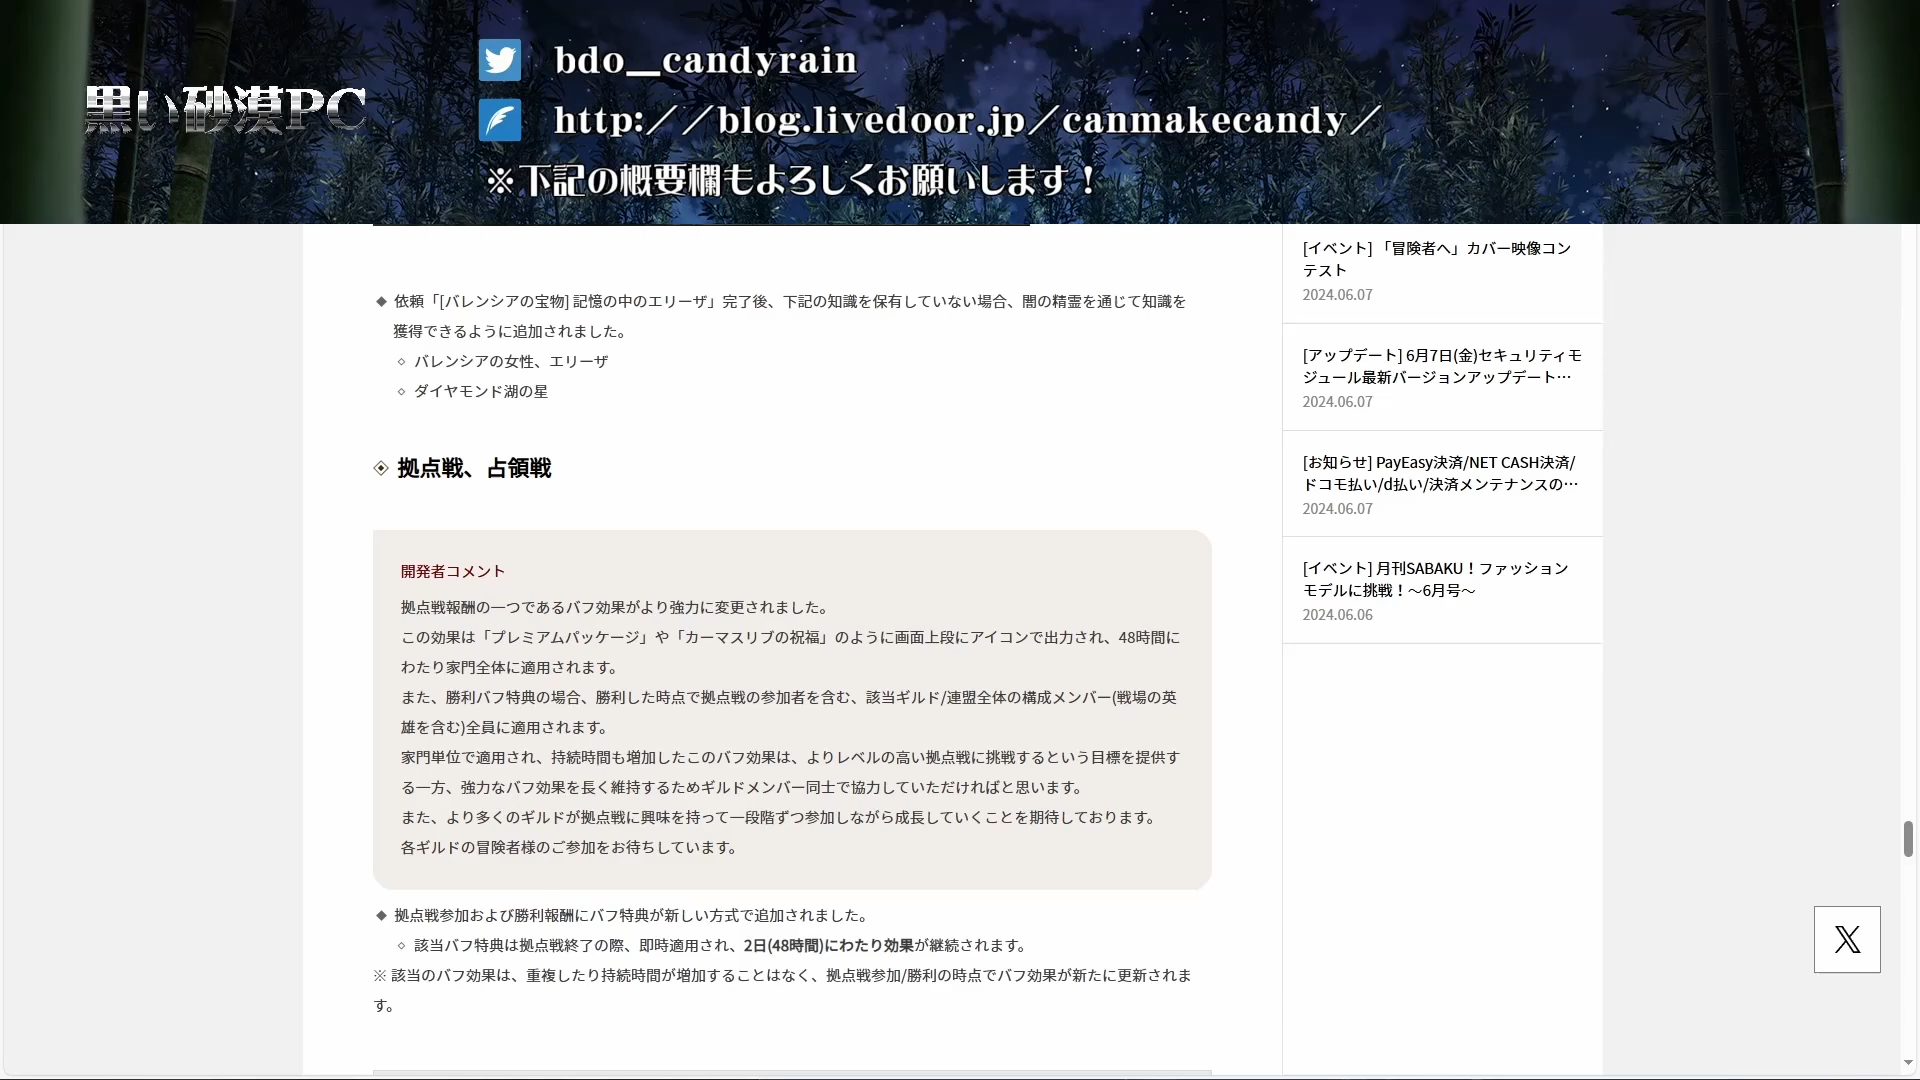 黒い砂漠PC
bdo__candyrain
http://blog.livedoor.jp/canmakecandy/
※下記の概要欄もよろしくお願いします！
◆ 依頼「[バレンシアの宝物] 記憶の中のエリーザ」完了後、下記の知識を保有していない場合、闇の精霊を通じて知識を
獲得できるように追加されました。
◇ バレンシアの女性、エリーザ
◇ ダイヤモンド湖の星
拠点戦、占領戦
開発者コメント
拠点戦報酬の一つであるバフ効果がより強力に変更されました。
この効果は「プレミアムパッケージ」や「カーマスリブの祝福」のように画面上段にアイコンで出力され、48時間に
わたり家門全体に適用されます。
また、勝利バフ特典の場合、勝利した時点で拠点戦の参加者を含む、該当ギルド/連盟全体の構成メンバー(戦場の英
雄を含む)全員に適用されます。
家門単位で適用され、持続時間も増加したこのバフ効果は、よりレベルの高い拠点戦に挑戦するという目標を提供す
る一方、強力なバフ効果を長く維持するためギルドメンバー同士で協力していただければと思います。
また、より多くのギルドが拠点戦に興味を持って一段階ずつ参加しながら成長していくことを期待しております。
各ギルドの冒険者様のご参加をお待ちしています。
◆ 拠点戦参加および勝利報酬にバフ特典が新しい方式で追加されました。
◇ 該当バフ特典は拠点戦終了の際、即時適用され、2日(48時間)にわたり効果が継続されます。
※ 該当のバフ効果は、重複したり持続時間が増加することはなく、拠点戦参加/勝利の時点でバフ効果が新たに更新されま
す。
[イベント] 「冒険者へ」カバー映像コン
テスト
2024.06.07
[アップデート] 6月7日(金)セキュリティモ
ジュール最新バージョンアップデート…
2024.06.07
[お知らせ] PayEasy決済/NET CASH決済/
ドコモ払い/d払い/決済メンテナンスの…
2024.06.07
[イベント] 月刊SABAKU！ファッション
モデルに挑戦！～6月号～
2024.06.06